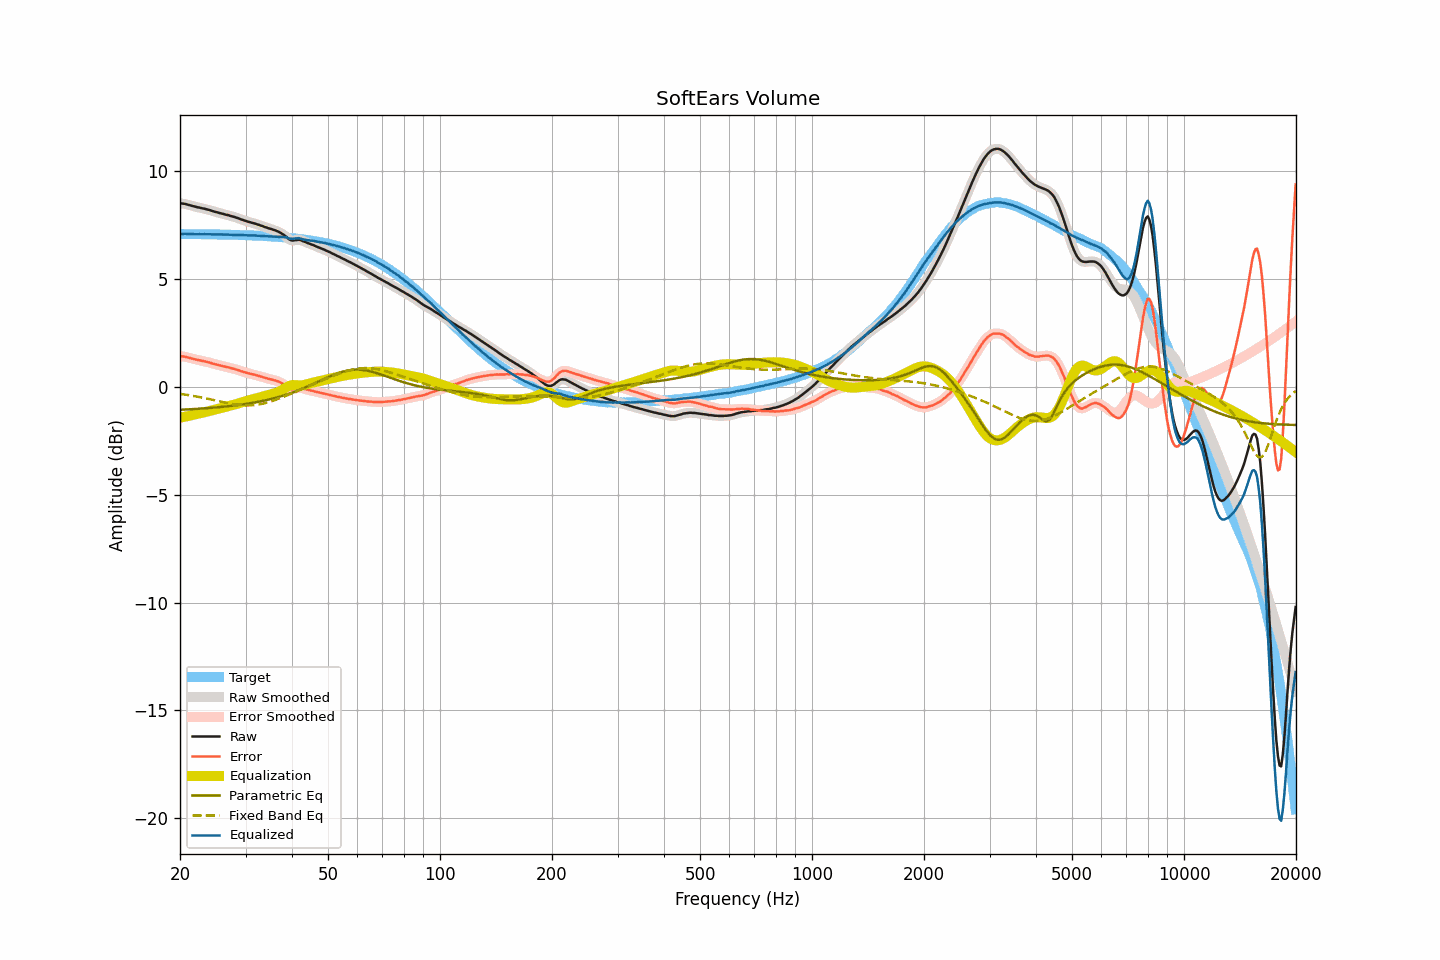 SoftEars Volume
Amplitude (dBr)
10
5
0
−5
−10
−15
−20
Target
Raw Smoothed
Error Smoothed
Raw
Error
Equalization
Parametric Eq
Fixed Band Eq
Equalized
20 50 100 200 500 1000 2000 5000 10000 20000
Frequency (Hz)